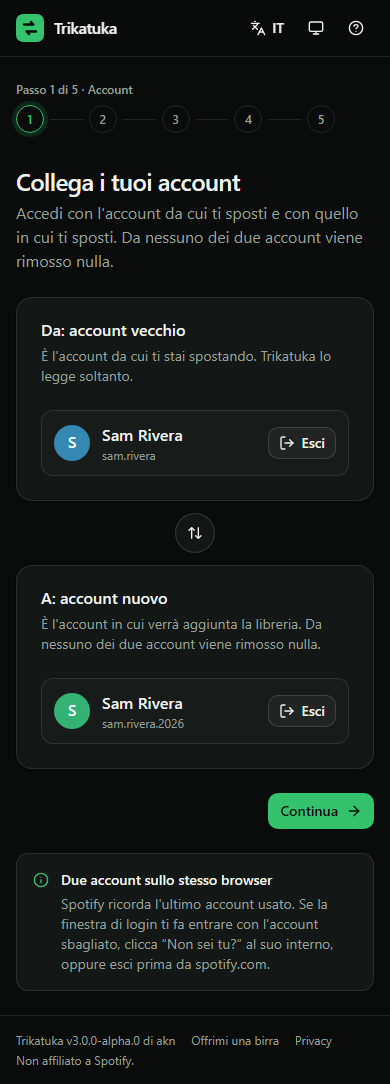 Trikatuka
IT
Passo 1 di 5 · Account
1 2 3 4 5
Collega i tuoi account
Accedi con l'account da cui ti sposti e con quello
in cui ti sposti. Da nessuno dei due account viene
rimosso nulla.
Da: account vecchio
È l'account da cui ti stai spostando. Trikatuka lo
legge soltanto.
S
Sam Rivera
sam.rivera
Esci
A: account nuovo
È l'account in cui verrà aggiunta la libreria. Da
nessuno dei due account viene rimosso nulla.
S
Sam Rivera
sam.rivera.2026
Esci
Continua
Due account sullo stesso browser
Spotify ricorda l'ultimo account usato. Se la
finestra di login ti fa entrare con l'account
sbagliato, clicca “Non sei tu?” al suo interno,
oppure esci prima da spotify.com.
Trikatuka v3.0.0-alpha.0 di akn Offrimi una birra Privacy
Non affiliato a Spotify.